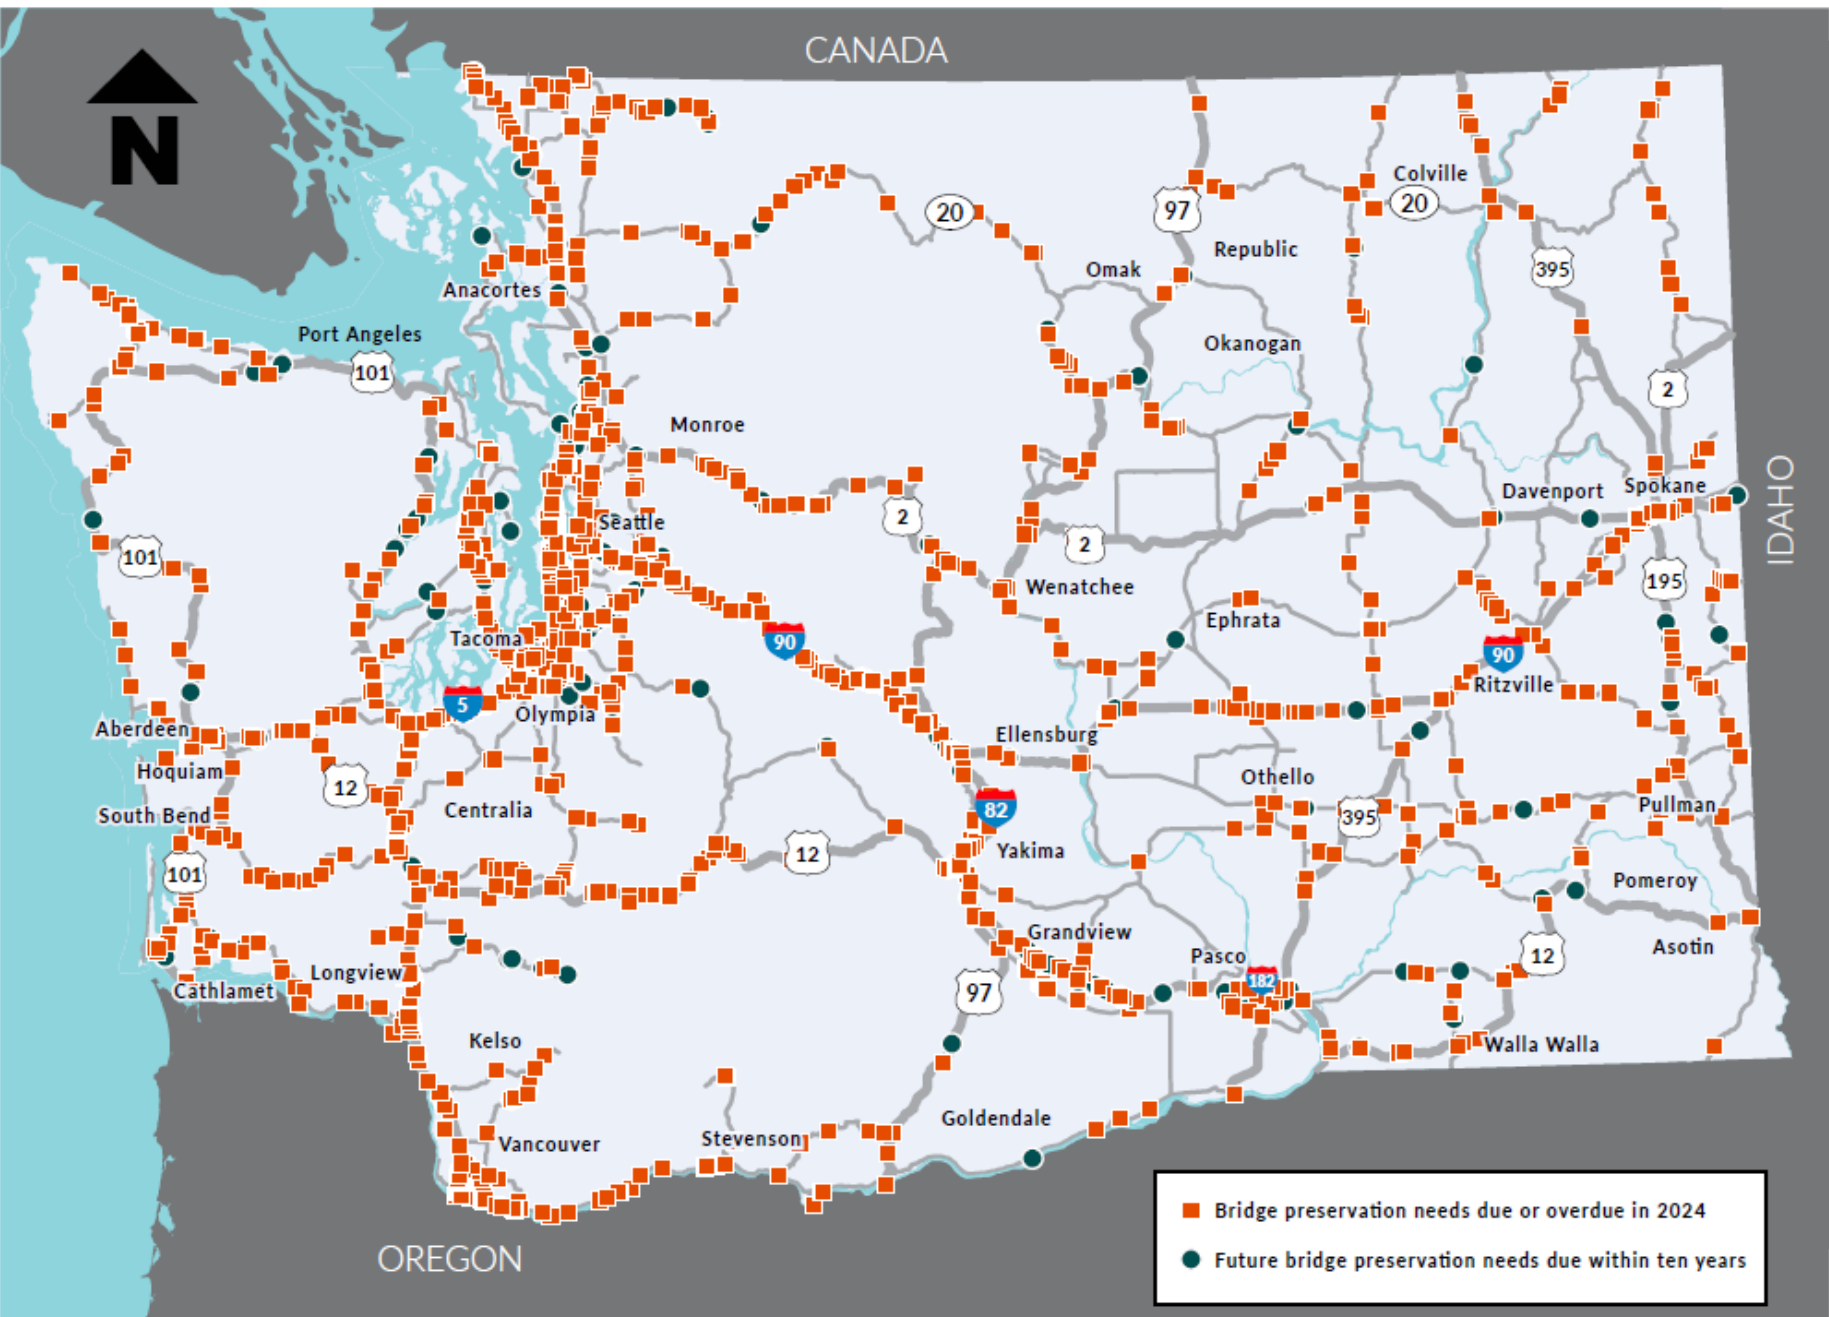 CANADA
N
Colville
20
97
20
Republic
395
Omak
Anacortes
Port Angeles
101
Okanogan
2
Monroe
IDAHO
Davenport
Spokane
2
Seattle
2
101
Wenatchee
195
Ephrata
Tacoma
90
90
Ritzville
5
Olympia
Aberdeen
Ellensburg
Hoquiam
Othello
12
82
Centralia
South Bend
395
Pullman
12
Yakima
101
Pomeroy
Grandview
Asotin
Pasco
12
Longview
182
Cathlamet
97
Kelso
Walla Walla
Goldendale
Vancouver
Stevenson
Bridge preservation needs due or overdue in 2024
OREGON
Future bridge preservation needs due within ten years